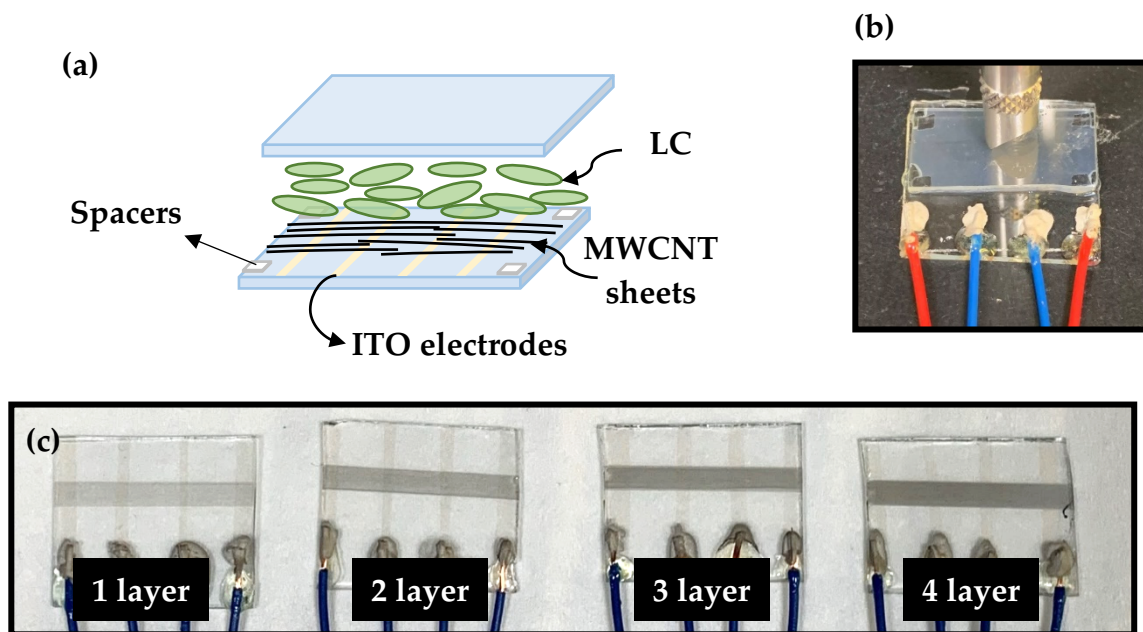 (a)
LC
Spacers
MWCNT
sheets
ITO electrodes
(b)
(c)
1 layer
2 layer
3 layer
4 layer